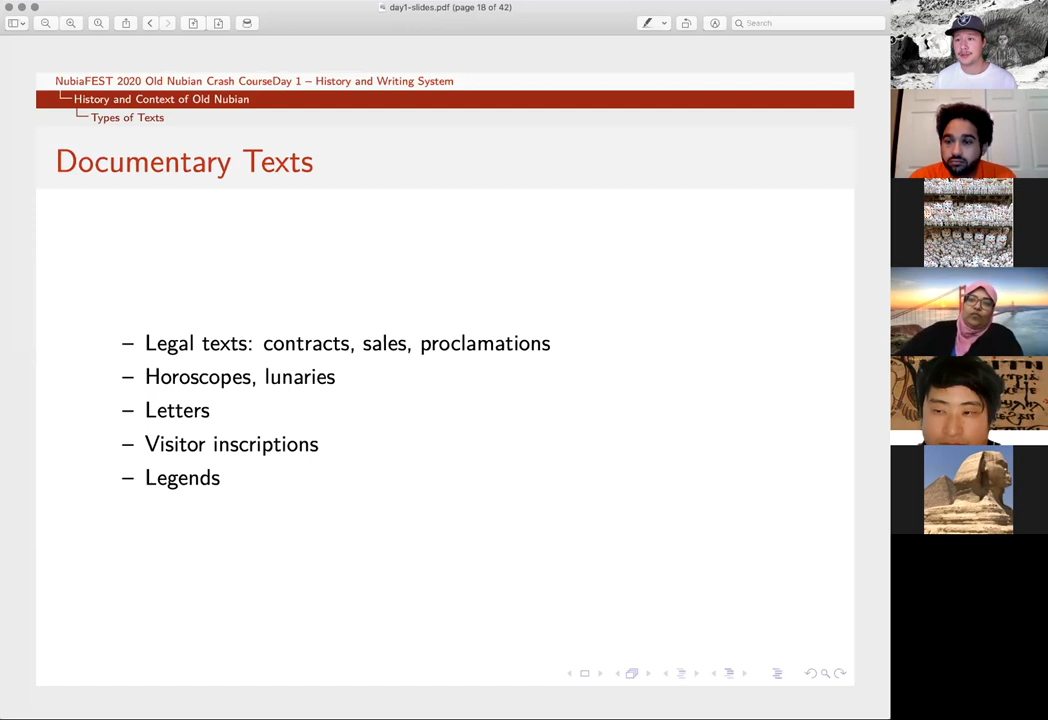 day1-slides.pdf (page 18 of 42)
Search
NubiaFEST 2020 Old Nubian Crash CourseDay 1 – History and Writing System
History and Context of Old Nubian
Types of Texts
Documentary Texts
– Legal texts: contracts, sales, proclamations
– Horoscopes, lunaries
– Letters
– Visitor inscriptions
– Legends